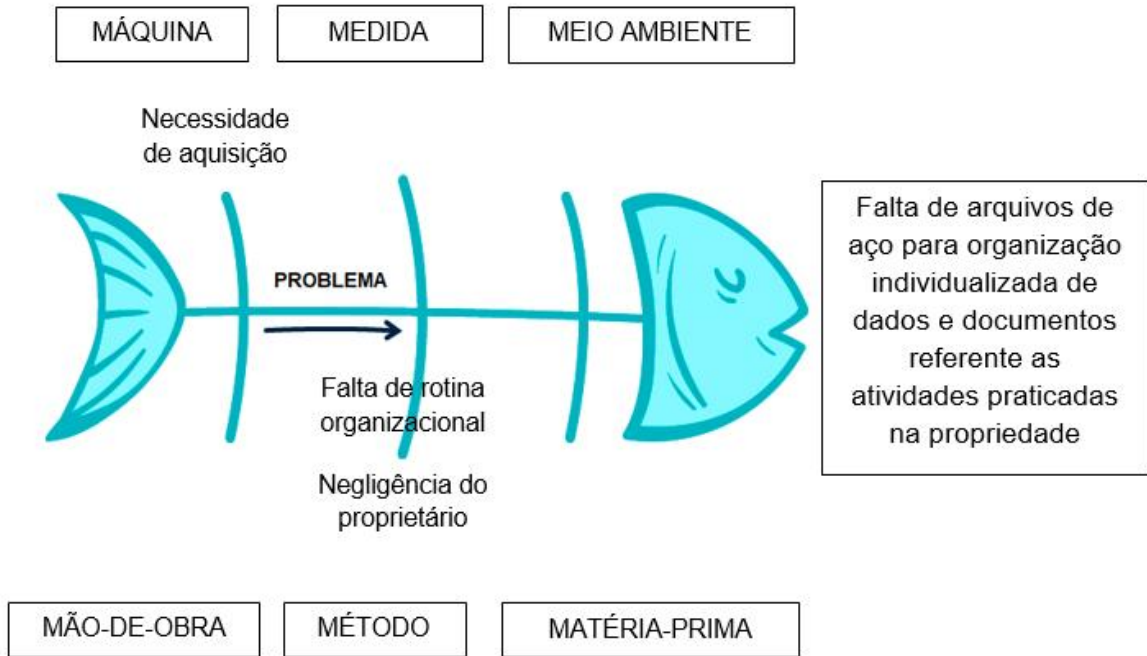 MÁQUINA
MEDIDA
MEIO AMBIENTE
Necessidade
de aquisição
PROBLEMA
Falta de rotina
organizacional
Negligência do
proprietário
Falta de arquivos de
aço para organização
individualizada de
dados e documentos
referente as
atividades praticadas
na propriedade
MÃO-DE-OBRA
MÉTODO
MATÉRIA-PRIMA